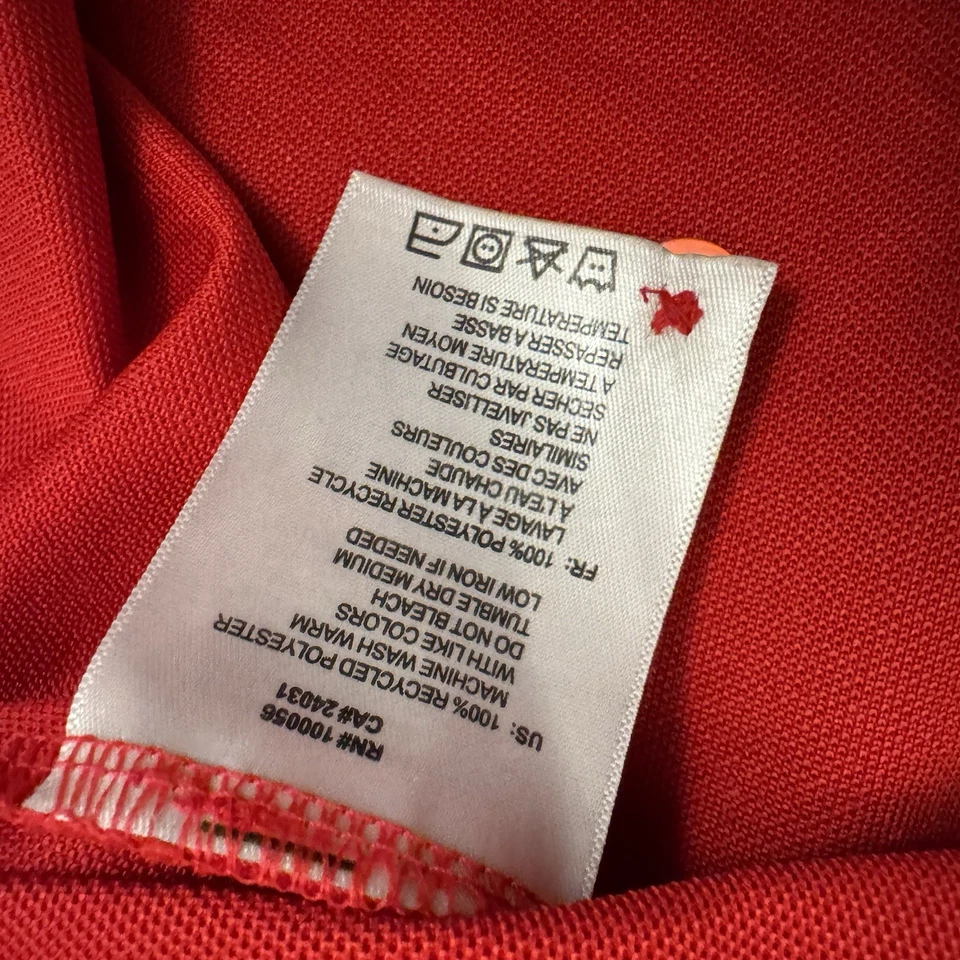 RN# 100056
CA# 24031
US: 100% RECYCLED POLYESTER
MACHINE WASH WARM
WITH LIKE COLORS
DO NOT BLEACH
TUMBLE DRY MEDIUM
LOW IRON IF NEEDED
FR: 100% POLYESTER RECYCLE
LAVAGE À LA MACHINE
A L'EAU CHAUDE
AVEC DES COULEURS
SIMILAIRES
NE PAS JAVELLISER
SECHER PAR CULBUTAGE
A TEMPERATURE MOYEN
REPASSER A BASSE
TEMPERATURE SI BESOIN